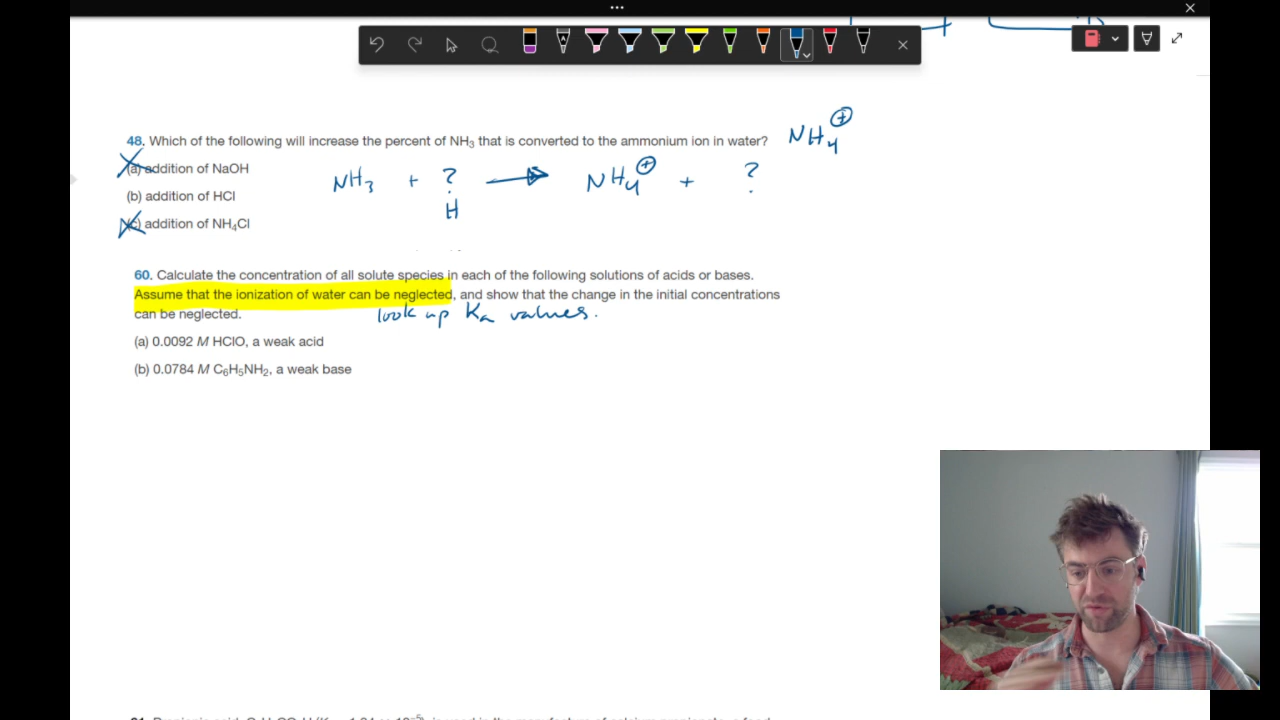 48. Which of the following will increase the percent of NH₃ that is converted to the ammonium ion in water? NH₄⊕
(a) addition of NaOH
NH₃ + ? → NH₄⊕ + ?
H
(b) addition of HCl
(c) addition of NH₄Cl
60. Calculate the concentration of all solute species in each of the following solutions of acids or bases.
Assume that the ionization of water can be neglected, and show that the change in the initial concentrations
can be neglected. look up Ka values.
(a) 0.0092 M HClO, a weak acid
(b) 0.0784 M C₆H₅NH₂, a weak base